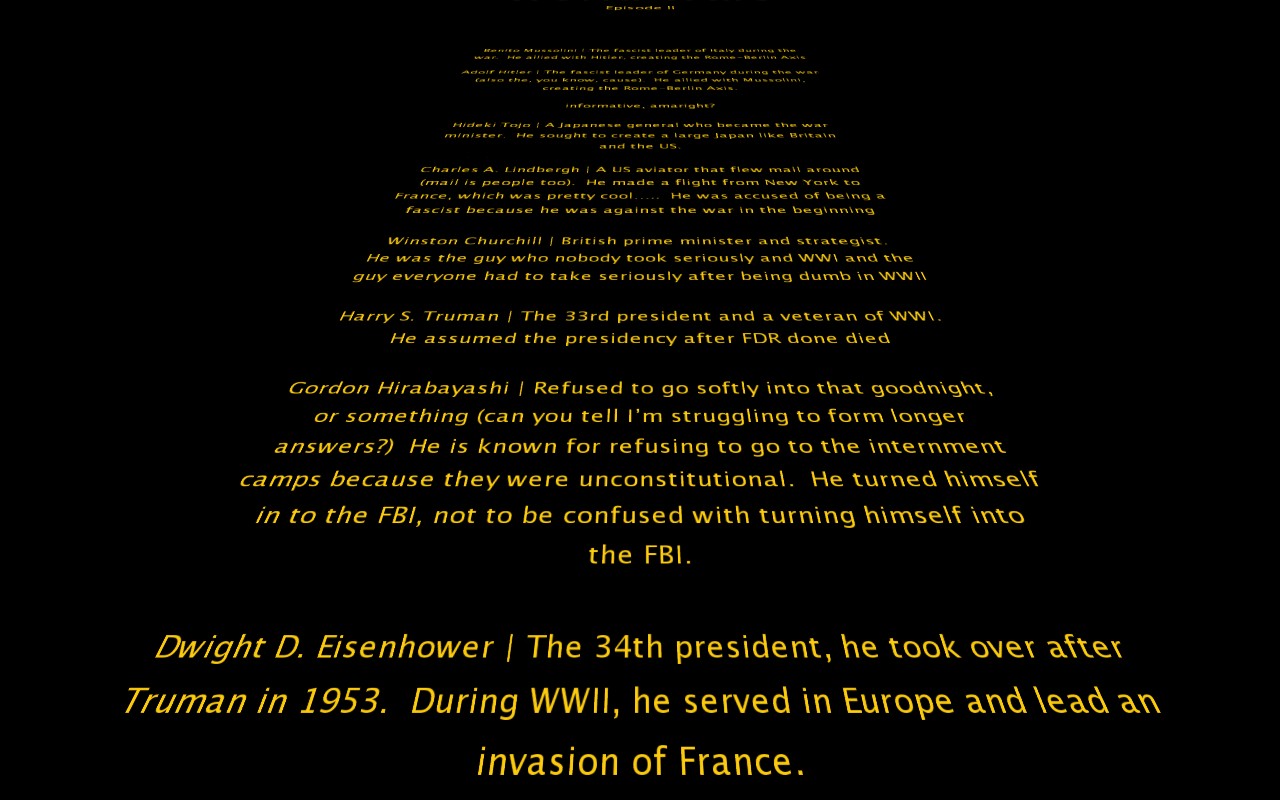 Episode II
Benito Mussolini | The fascist leader of Italy during the
war.  He allied with Hitler, creating the Rome-Berlin Axis
Adolf Hitler | The fascist leader of Germany during the war
(also the, you know, cause).  He allied with Mussolini,
creating the Rome-Berlin Axis.
informative, amaright?
Hideki Tojo | A Japanese general who became the war
minister.  He sought to create a large Japan like Britain
and the US.
Charles A. Lindbergh | A US aviator that flew mail around
(mail is people too).  He made a flight from New York to
France, which was pretty cool.....  He was accused of being a
fascist because he was against the war in the beginning
Winston Churchill | British prime minister and strategist.
He was the guy who nobody took seriously and WWI and the
guy everyone had to take seriously after being dumb in WWII
Harry S. Truman | The 33rd president and a veteran of WWI.
He assumed the presidency after FDR done died
Gordon Hirabayashi | Refused to go softly into that goodnight,
or something (can you tell I'm struggling to form longer
answers?)  He is known for refusing to go to the internment
camps because they were unconstitutional.  He turned himself
in to the FBI, not to be confused with turning himself into
the FBI.
Dwight D. Eisenhower | The 34th president, he took over after
Truman in 1953.  During WWII, he served in Europe and lead an
invasion of France.